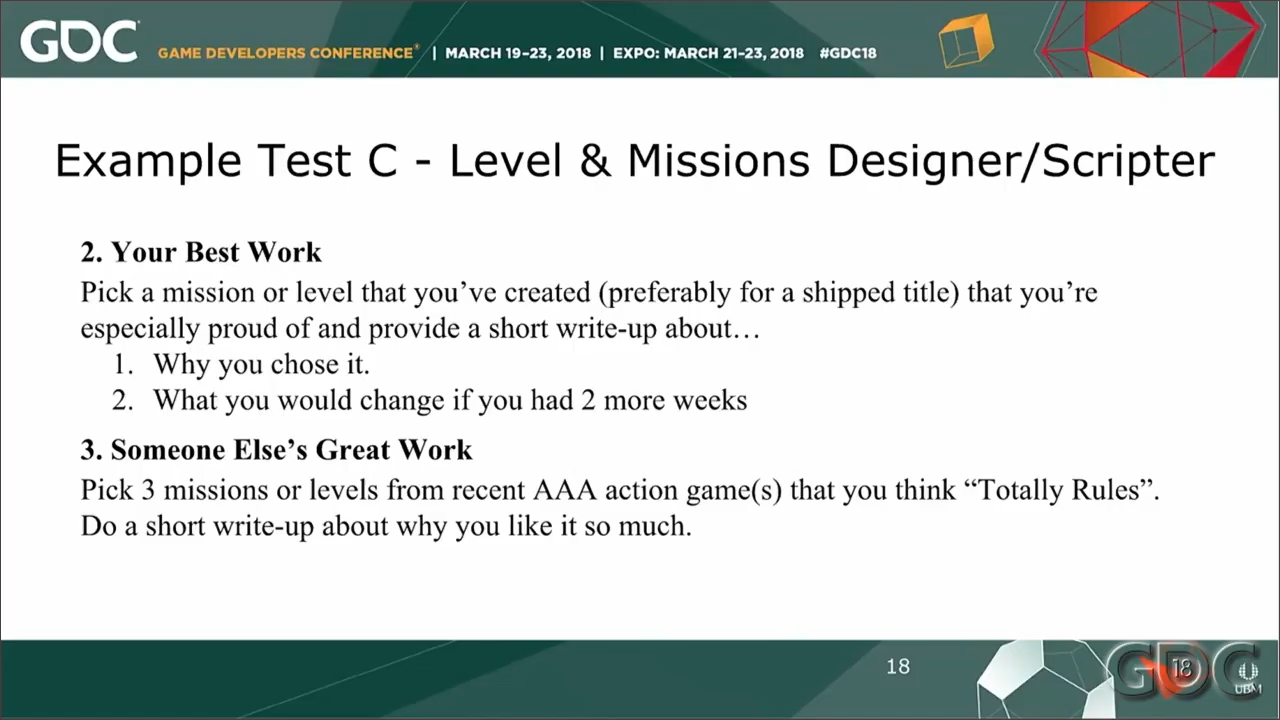 GDC GAME DEVELOPERS CONFERENCE® | MARCH 19–23, 2018 | EXPO: MARCH 21–23, 2018 #GDC18
Example Test C - Level & Missions Designer/Scripter
2. Your Best Work
Pick a mission or level that you’ve created (preferably for a shipped title) that you’re
especially proud of and provide a short write-up about…
1. Why you chose it.
2. What you would change if you had 2 more weeks
3. Someone Else’s Great Work
Pick 3 missions or levels from recent AAA action game(s) that you think “Totally Rules”.
Do a short write-up about why you like it so much.
18
GDC 18 UBM